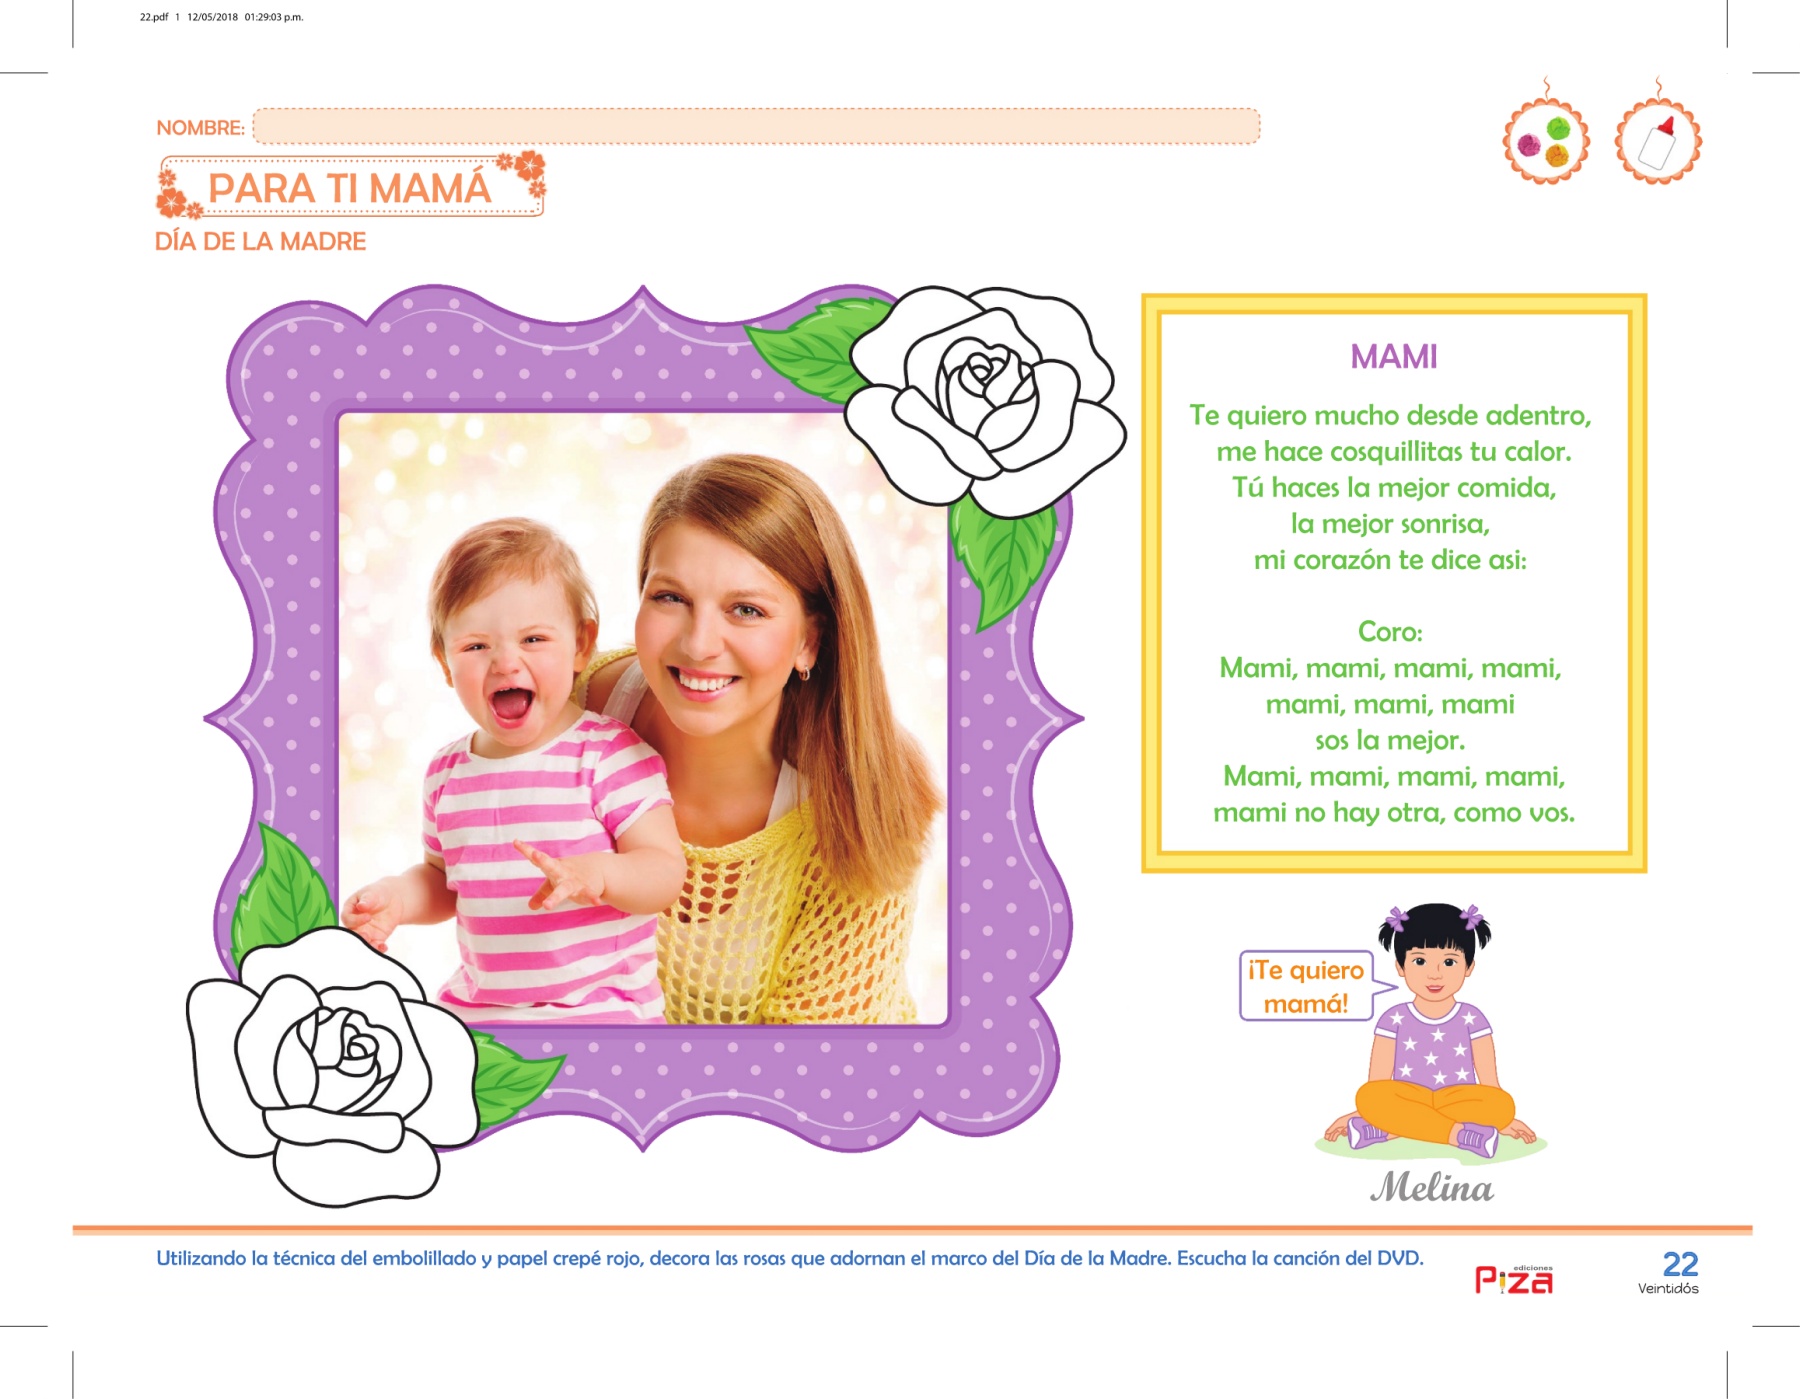 22.pdf 1 12/05/2018 01:29:03 p.m.
NOMBRE:
PARA TI MAMÁ
DÍA DE LA MADRE
MAMI
Te quiero mucho desde adentro,
me hace cosquillitas tu calor.
Tú haces la mejor comida,
la mejor sonrisa,
mi corazón te dice asi:
Coro:
Mami, mami, mami, mami,
mami, mami, mami
sos la mejor.
Mami, mami, mami, mami,
mami no hay otra, como vos.
¡Te quiero
mamá!
Melina
Utilizando la técnica del embolillado y papel crepé rojo, decora las rosas que adornan el marco del Día de la Madre. Escucha la canción del DVD.
ediciones
Piza
22
Veintidós